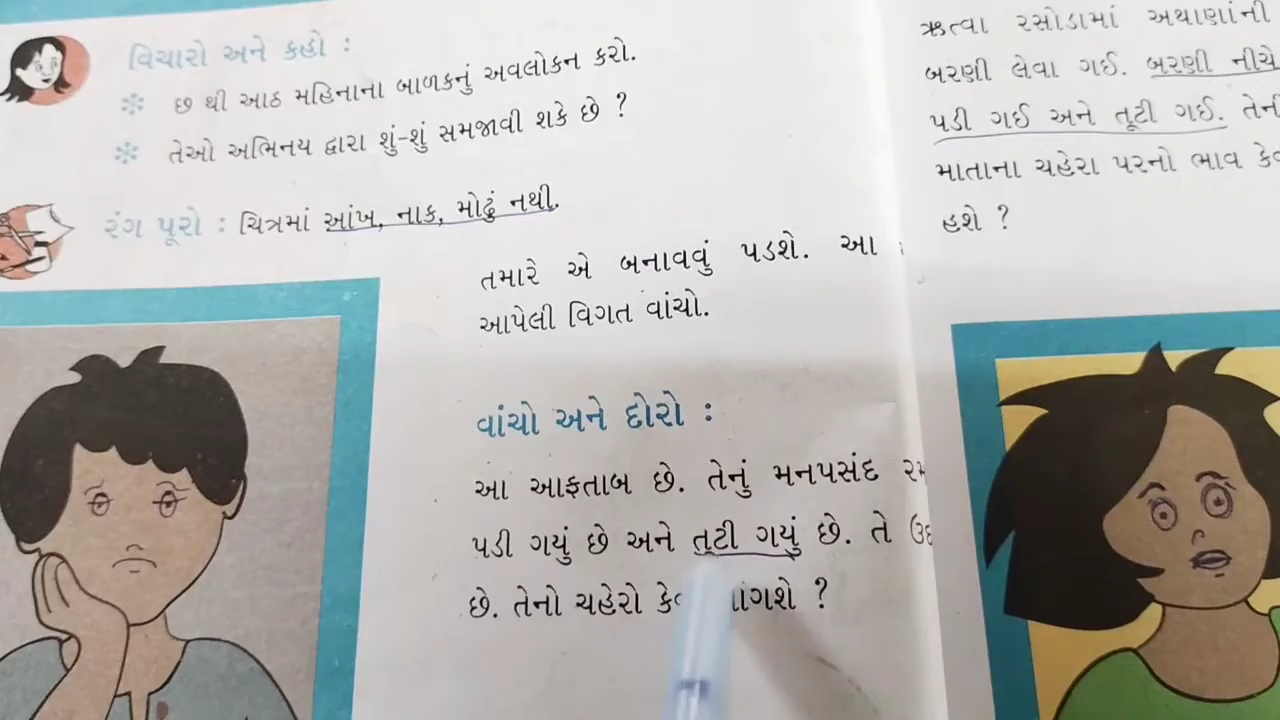 વિચારો અને કહો :
છ થી આઠ મહિનાના બાળકનું અવલોકન કરો.
તેઓ અભિનય દ્વારા શું-શું સમજાવી શકે છે ?
રંગ પૂરો : ચિત્રમાં આંખ, નાક, મોઢું નથી.
તમારે એ બનાવવું પડશે. આ
આપેલી વિગત વાંચો.
વાંચો અને દોરો :
આ આફતાબ છે. તેનું મનપસંદ
પડી ગયું છે અને તૂટી ગયું છે. તે
છે. તેનો ચહેરો ?
ઋત્વા રસોડામાં અથાણાંની
બરણી લેવા ગઈ. બરણી નીચે
પડી ગઈ અને તૂટી ગઈ.
માતાના ચહેરા પરનો ભાવ
હશે ?